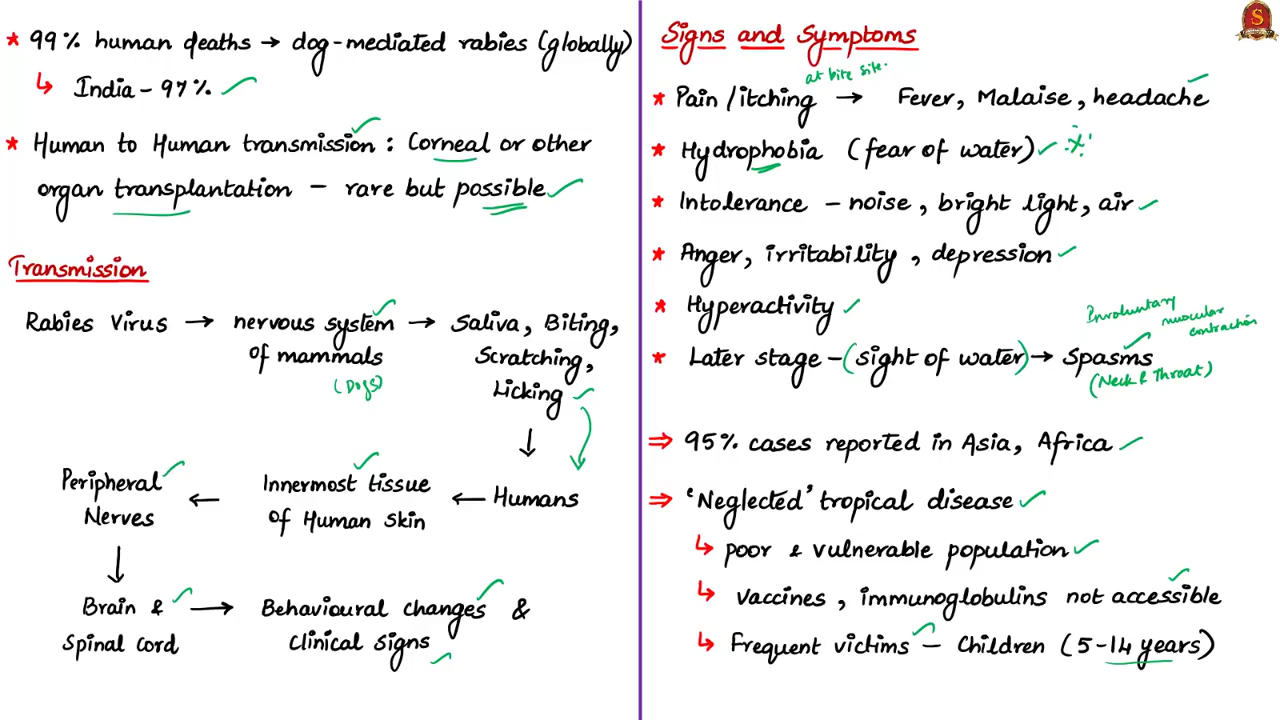 * 99% human deaths → dog-mediated rabies (globally)
↳ India - 97% ✓
* Human to Human transmission : Corneal or other
organ transplantation - rare but possible ✓
Transmission
Rabies Virus → nervous system → Saliva, Biting,
of mammals Scratching,
(Dogs) Licking ✓
↓
Peripheral ← Innermost tissue ← Humans
Nerves of Human skin
↓
Brain & → Behavioural changes &
Spinal Cord Clinical Signs
Signs and Symptoms
at bite site.
* Pain/itching → Fever, Malaise, headache
* Hydrophobia (fear of water) ✓
* Intolerance - noise, bright light, air ✓
* Anger, irritability, depression ✓
* Hyperactivity ✓
Involuntary
muscular
contraction
* Later stage - (sight of water) → Spasms
(Neck & Throat)
⇒ 95% cases reported in Asia, Africa ✓
⇒ 'Neglected' tropical disease ✓
↳ poor & vulnerable population ✓
↳ vaccines, immunoglobulins not accessible
↳ Frequent victims - Children (5-14 years)
S